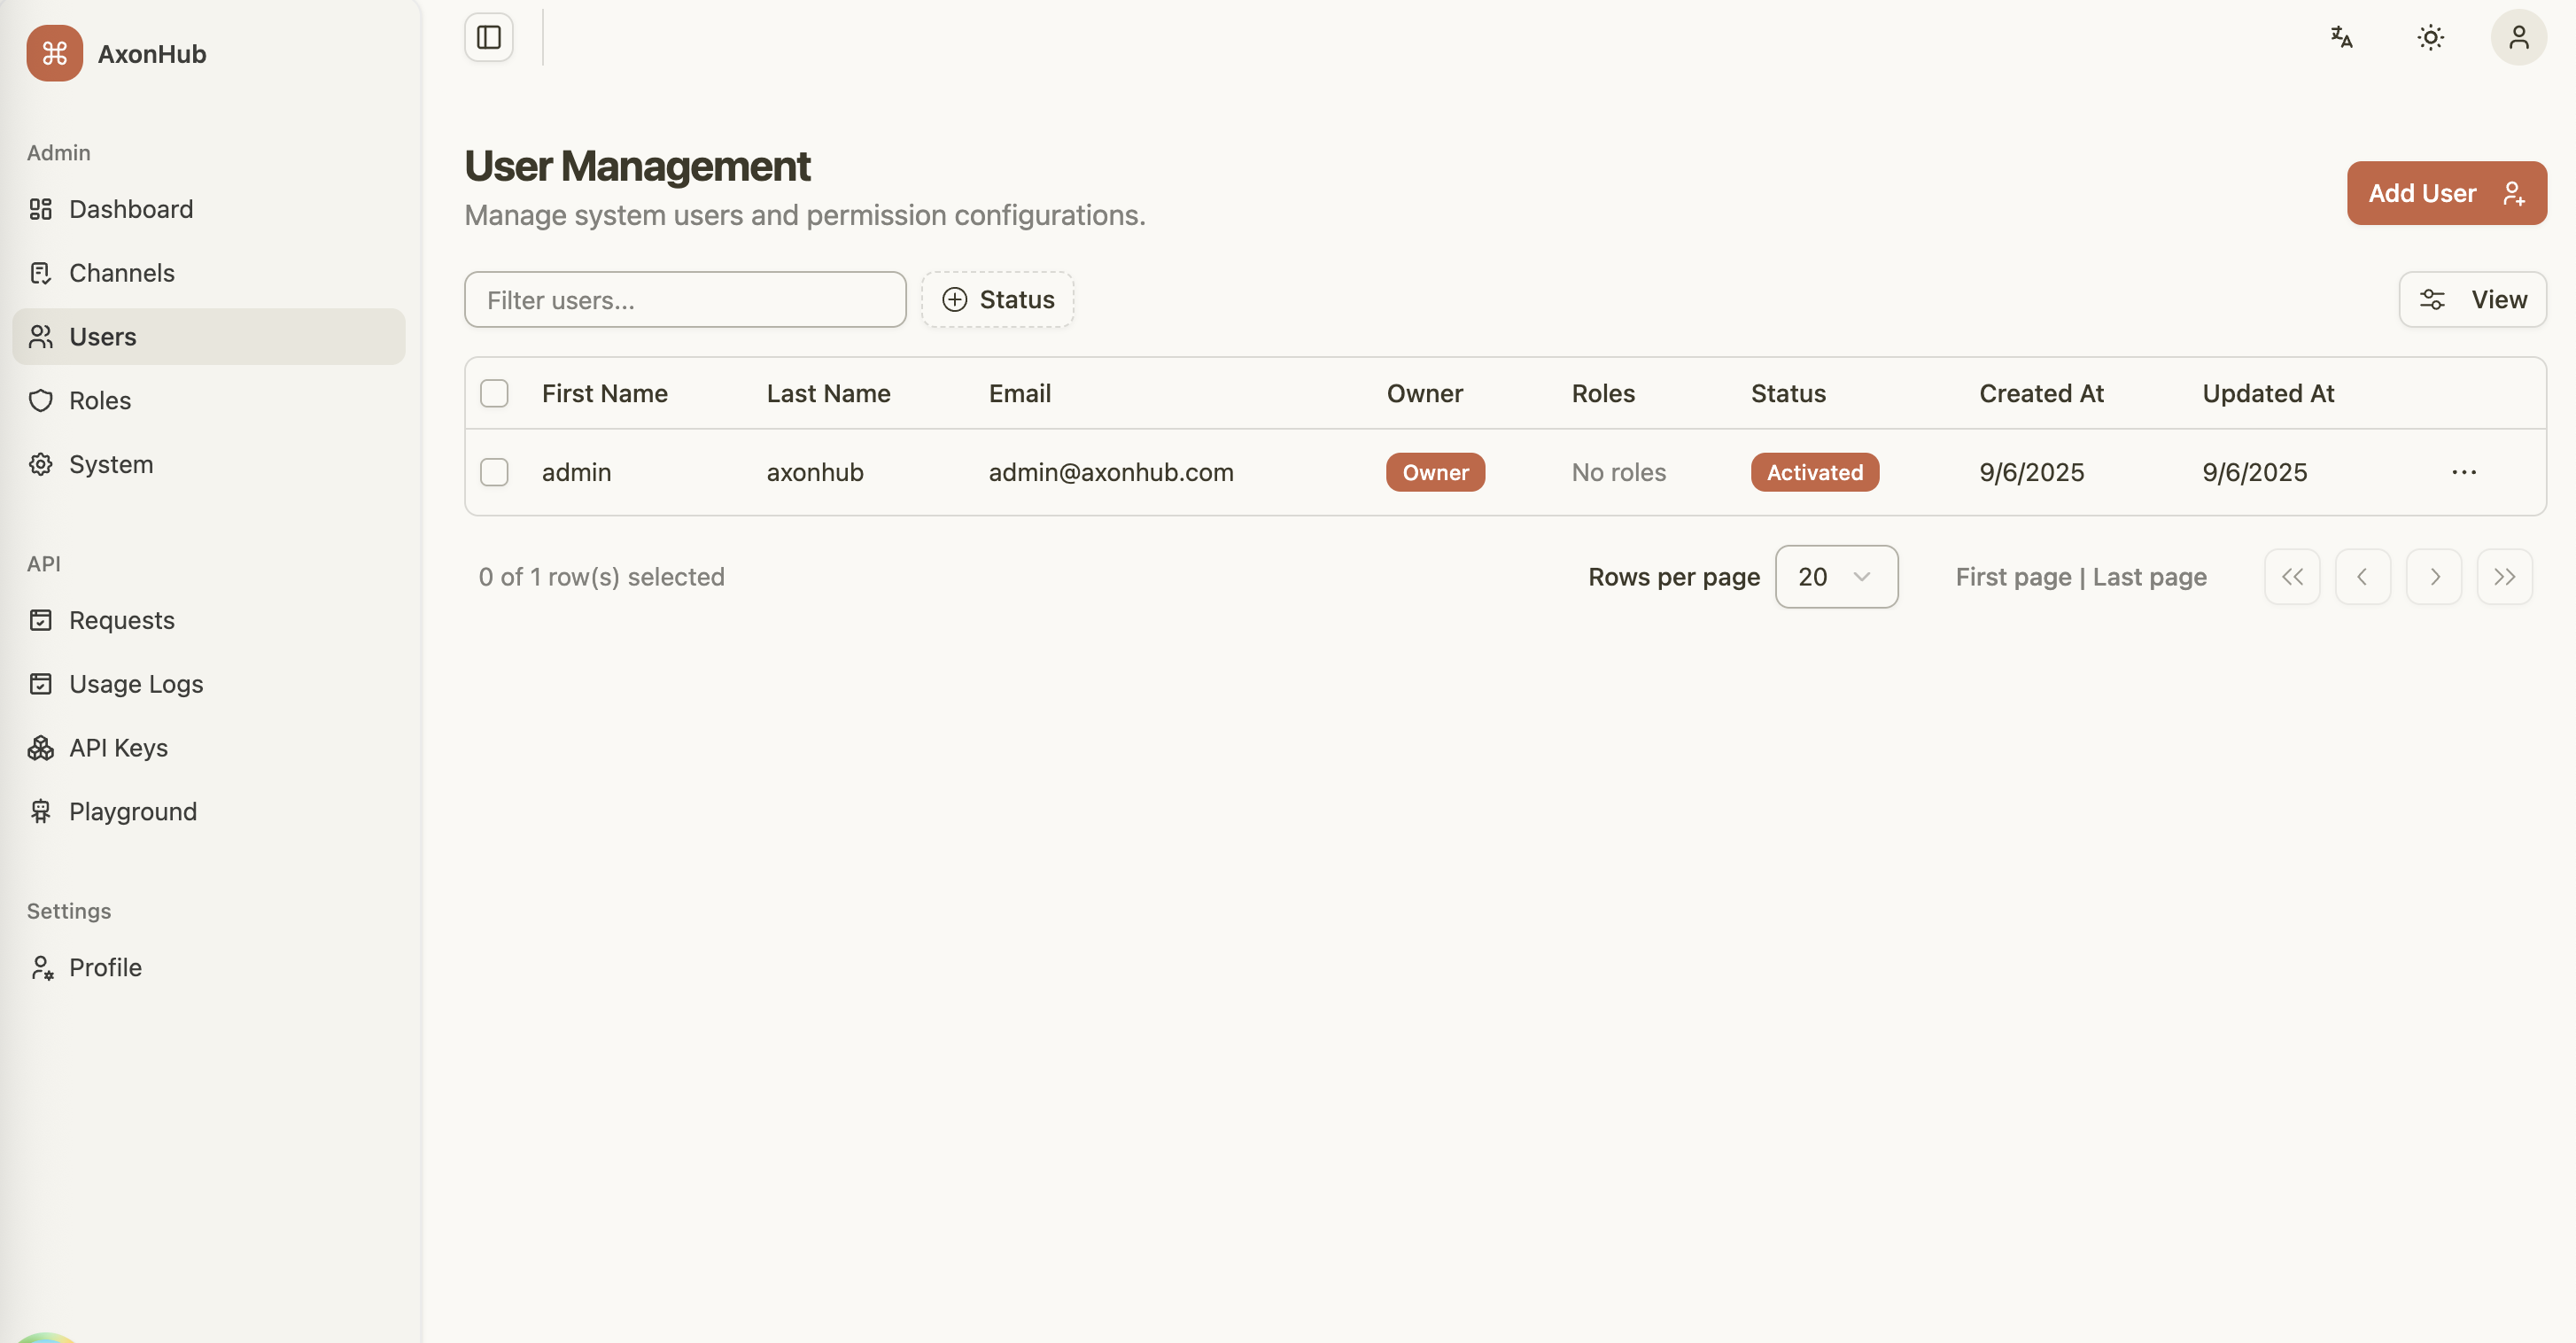 AxonHub
Admin
Dashboard
Channels
Users
Roles
System
API
Requests
Usage Logs
API Keys
Playground
Settings
Profile
User Management
Manage system users and permission configurations.
Add User
Filter users...
Status
View
First Name Last Name Email Owner Roles Status Created At Updated At
admin axonhub admin@axonhub.com Owner No roles Activated 9/6/2025 9/6/2025
0 of 1 row(s) selected
Rows per page 20 First page | Last page